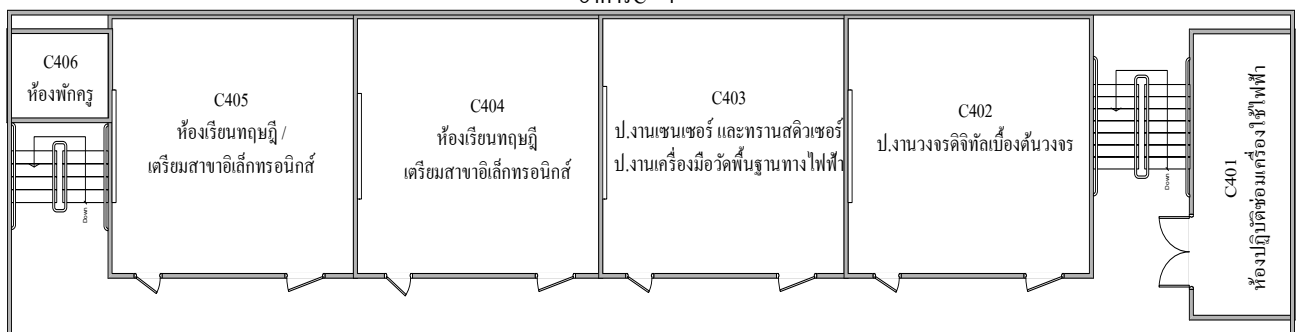 C406
ห้องพักครู
C405
ห้องเรียนทฤษฎี /
เตรียมสาขาอิเล็กทรอนิกส์
C404
ห้องเรียนทฤษฎี
เตรียมสาขาอิเล็กทรอนิกส์
C403
ป.งานเซนเซอร์ และทรานสดิวเซอร์
ป.งานเครื่องมือวัดพื้นฐานทางไฟฟ้า
C402
ป.งานวงจรดิจิทัลเบื้องต้นวงจร
C401
ห้องปฏิบัติซ่อมเครื่องใช้ไฟฟ้า
Down
Down